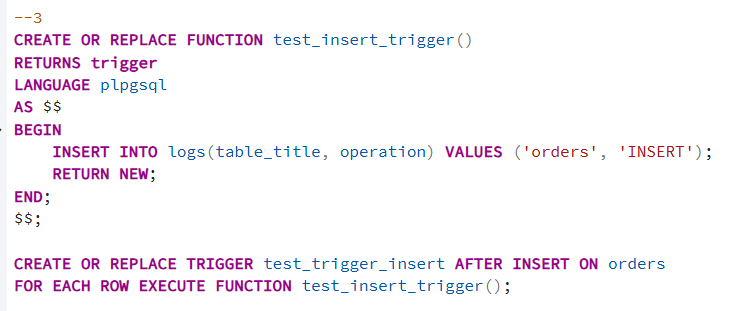 --3
CREATE OR REPLACE FUNCTION test_insert_trigger()
RETURNS trigger
LANGUAGE plpgsql
AS $$
BEGIN
    INSERT INTO logs(table_title, operation) VALUES ('orders', 'INSERT');
    RETURN NEW;
END;
$$;
CREATE OR REPLACE TRIGGER test_trigger_insert AFTER INSERT ON orders
FOR EACH ROW EXECUTE FUNCTION test_insert_trigger();